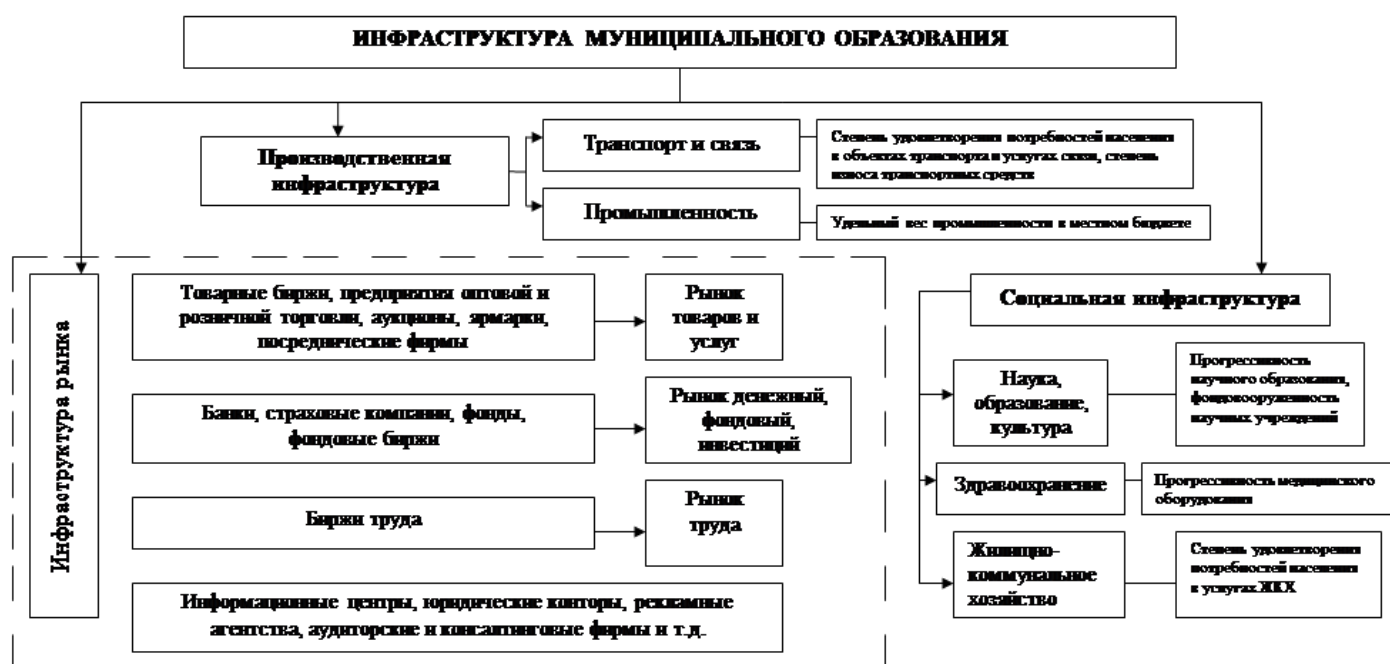 ИНФРАСТРУКТУРА МУНИЦИПАЛЬНОГО ОБРАЗОВАНИЯ
Производственная
инфраструктура
Транспорт и связь
Степень удовлетворения потребностей населения
в объектах транспорта и услугах связи, степень
износа транспортных средств
Промышленность
Удельный вес промышленности в местном бюджете
Инфраструктура рынка
Товарные биржи, предприятия оптовой и
розничной торговли, аукционы, ярмарки,
посреднические фирмы
Рынок
товаров и
услуг
Банки, страховые компании, фонды,
фондовые биржи
Рынок денежный,
фондовый,
инвестиций
Биржи труда
Рынок
труда
Информационные центры, юридические конторы, рекламные
агентства, аудиторские и консалтинговые фирмы и т.д.
Социальная инфраструктура
Наука,
образование,
культура
Прогрессивность
научного образования,
фондовооруженность
научных учреждений
Здравоохранение
Прогрессивность медицинского
оборудования
Жилищно-
коммунальное
хозяйство
Степень удовлетворения
потребностей населения
в услугах ЖКХ